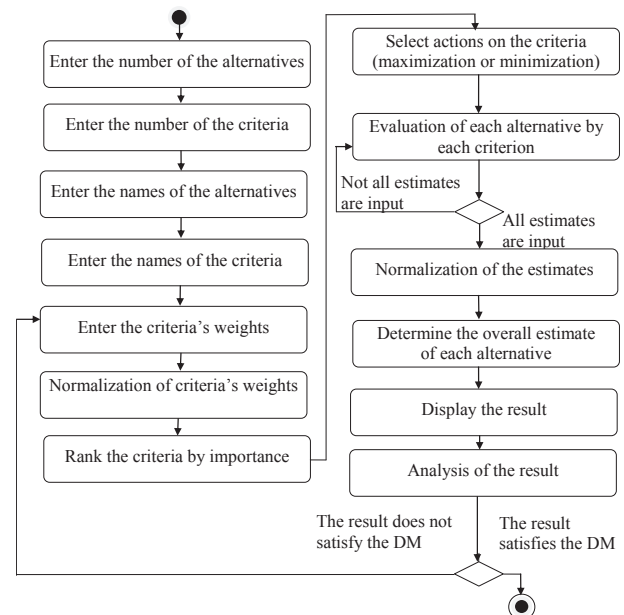 Enter the number of the alternatives
Enter the number of the criteria
Enter the names of the alternatives
Enter the names of the criteria
Enter the criteria's weights
Normalization of criteria's weights
Rank the criteria by importance
Select actions on the criteria
(maximization or minimization)
Evaluation of each alternative by
each criterion
Not all estimates
are input
All estimates
are input
Normalization of the estimates
Determine the overall estimate
of each alternative
Display the result
Analysis of the result
The result does not
satisfy the DM
The result
satisfies the DM